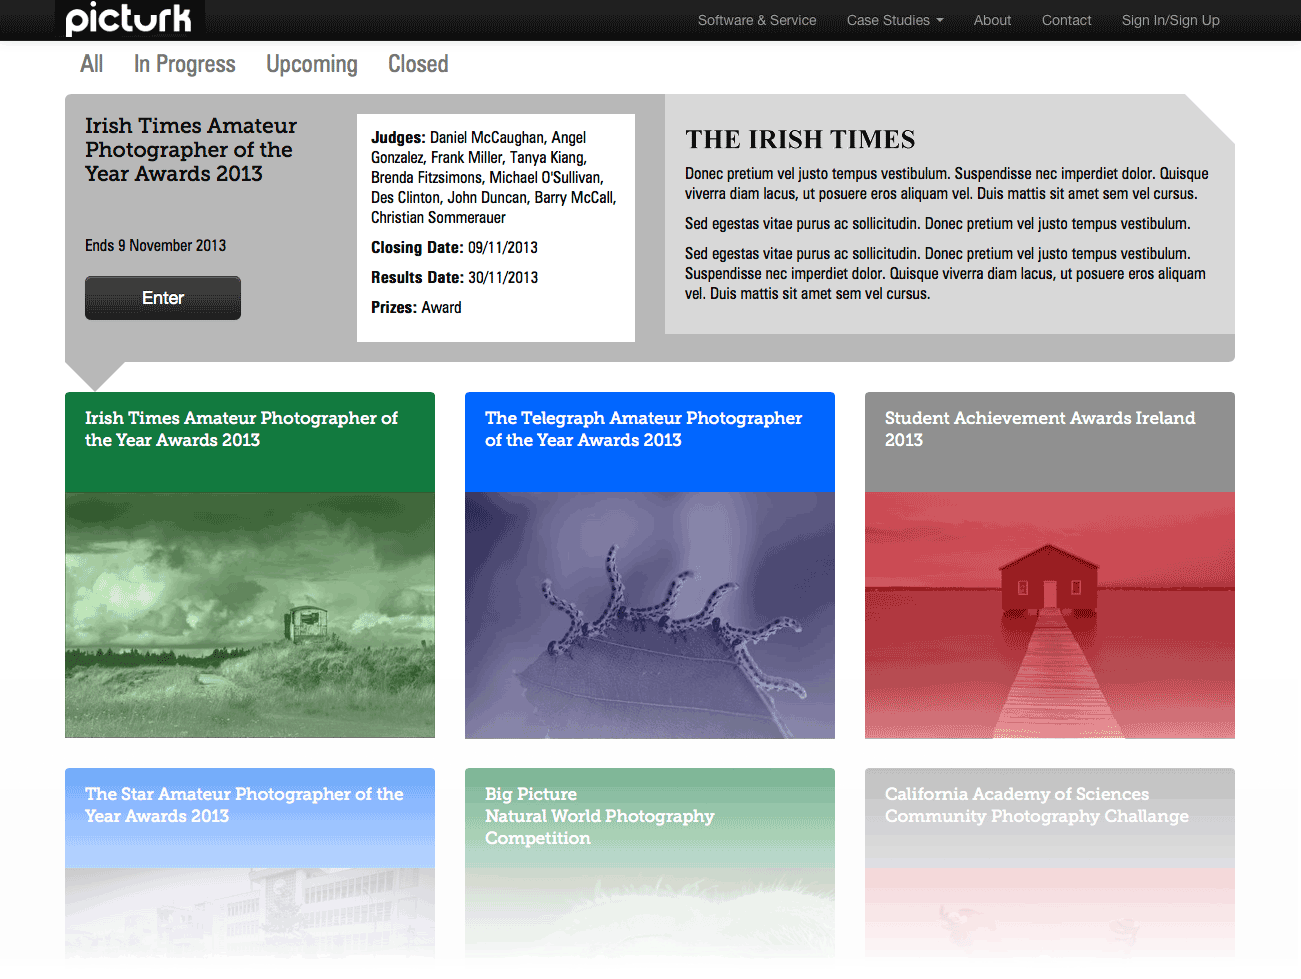 picturk
Software & Service
Case Studies
About
Contact
Sign In/Sign Up
All
In Progress
Upcoming
Closed
Irish Times Amateur
Photographer of the
Year Awards 2013
Ends 9 November 2013
Enter
Judges: Daniel McCaughan, Angel
Gonzalez, Frank Miller, Tanya Kiang,
Brenda Fitzsimons, Michael O'Sullivan,
Des Clinton, John Duncan, Barry McCall,
Christian Sommerauer
Closing Date: 09/11/2013
Results Date: 30/11/2013
Prizes: Award
THE IRISH TIMES
Donec pretium vel justo tempus vestibulum. Suspendisse nec imperdiet dolor. Quisque
viverra diam lacus, ut posuere eros aliquam vel. Duis mattis sit amet sem vel cursus.
Sed egestas vitae purus ac sollicitudin. Donec pretium vel justo tempus vestibulum.
Sed egestas vitae purus ac sollicitudin. Donec pretium vel justo tempus vestibulum.
Suspendisse nec imperdiet dolor. Quisque viverra diam lacus, ut posuere eros aliquam
vel. Duis mattis sit amet sem vel cursus.
Irish Times Amateur Photographer of
the Year Awards 2013
The Telegraph Amateur Photographer
of the Year Awards 2013
Student Achievement Awards Ireland
2013
The Star Amateur Photographer of the
Year Awards 2013
Big Picture
Natural World Photography
Competition
California Academy of Sciences
Community Photography Challange